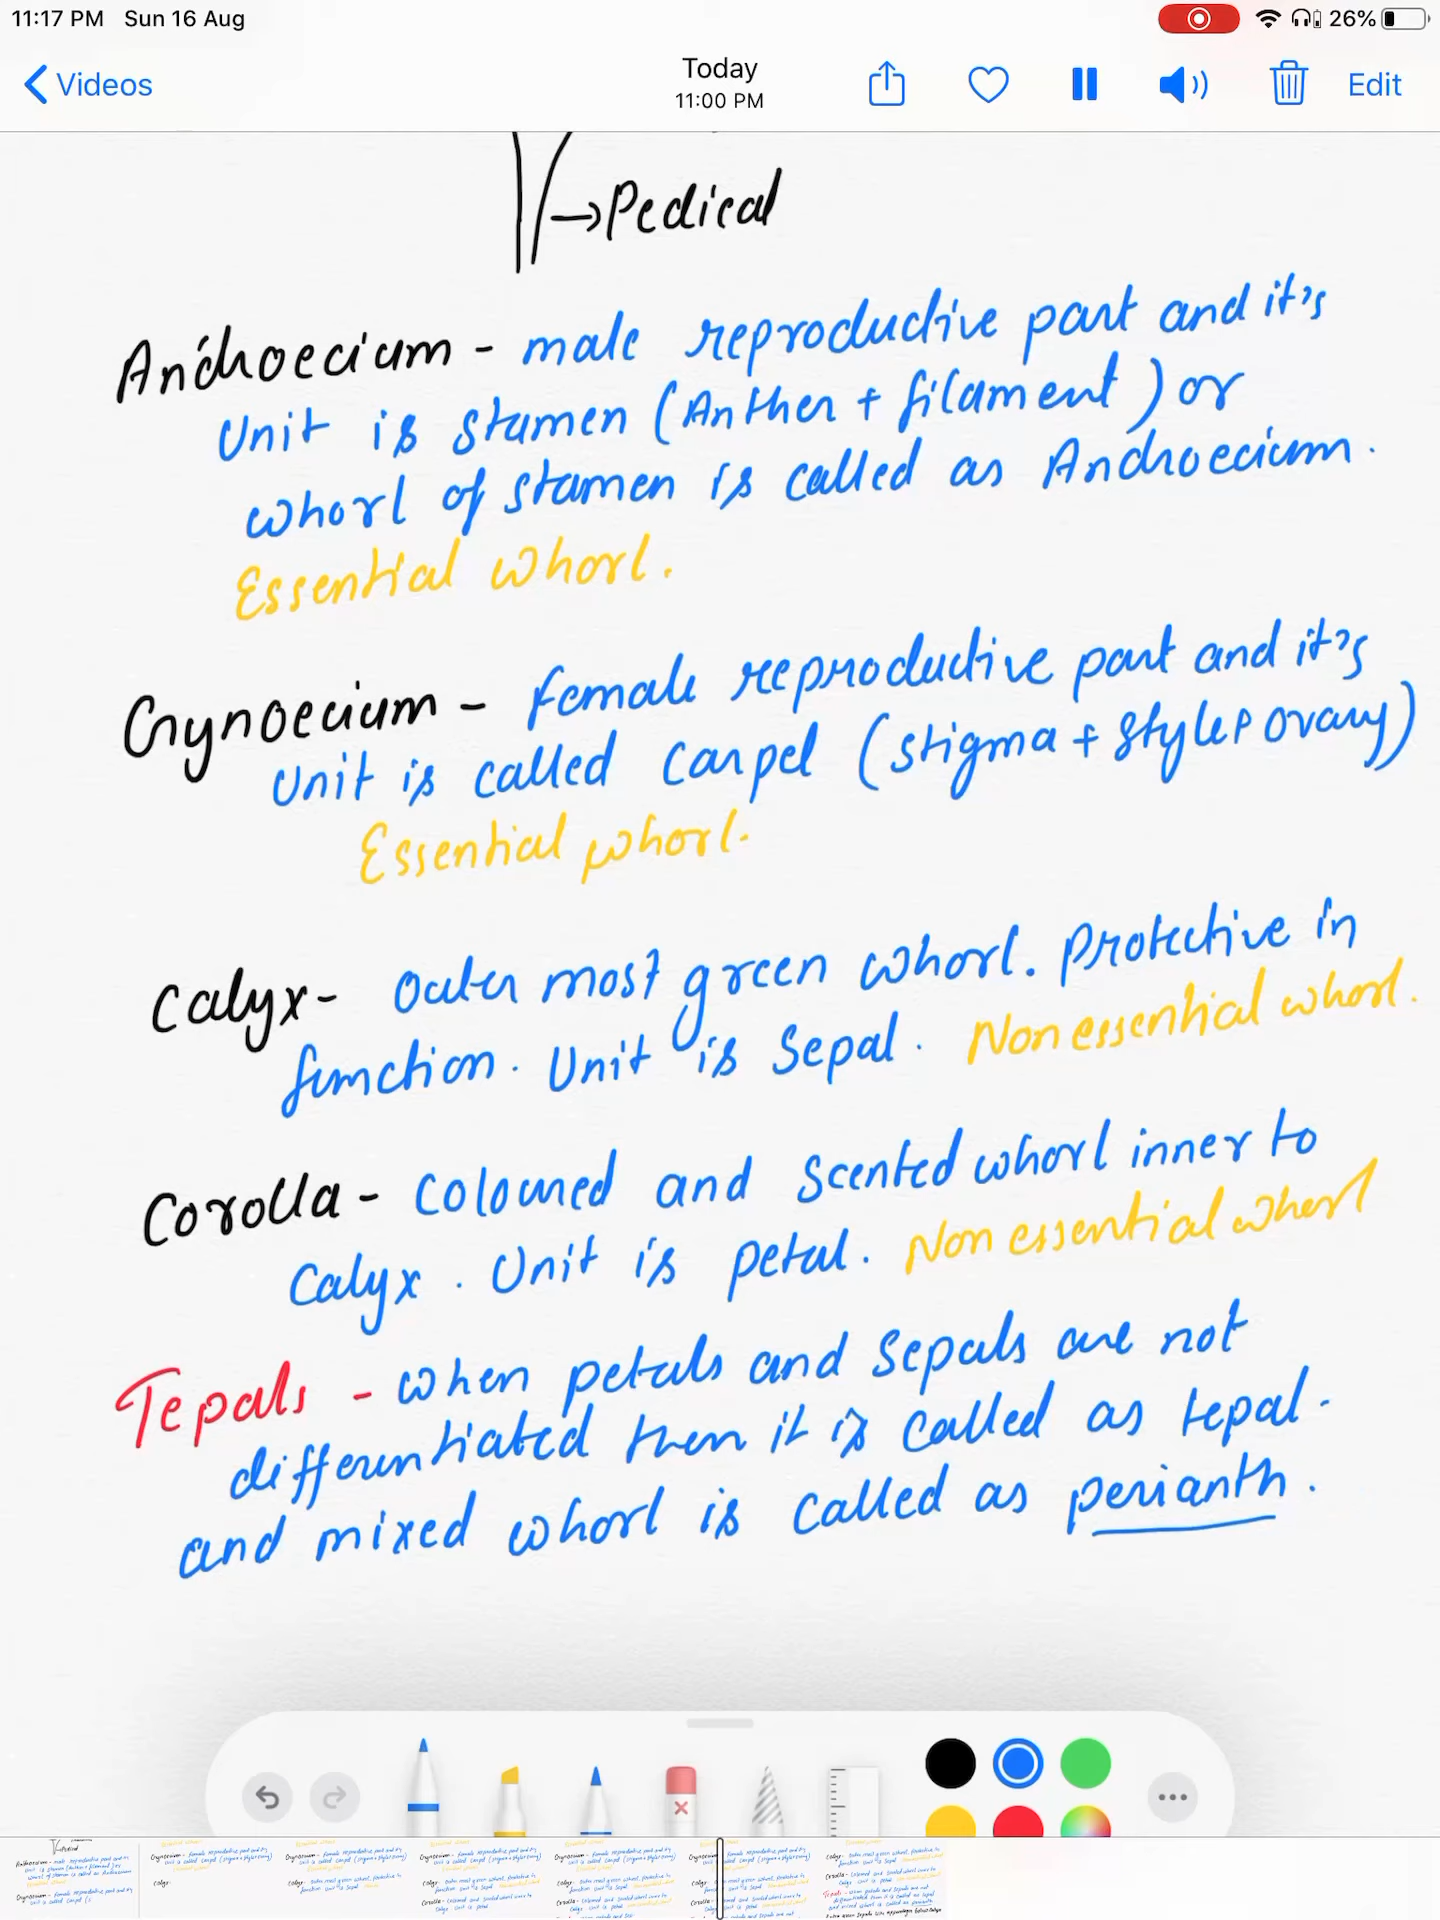 11:17 PM Sun 16 Aug 26%
Videos
Today
11:00 PM
Edit
Pedical
Androecium - male reproductive part and it's
Unit is stamen (Anther + filament) or
whorl of stamen is called as Androecium.
Essential whorl.
Gynoecium - female reproductive part and it's
Unit is called Carpel (stigma + style + ovary)
Essential whorl.
Calyx - Outer most green whorl. Protective in
function. Unit is Sepal. Non essential whorl.
Corolla - Coloured and Scented whorl inner to
Calyx. Unit is petal. Non essential whorl
Tepals - when petals and Sepals are not
differentiated then it is called as tepal.
and mixed whorl is called as perianth.